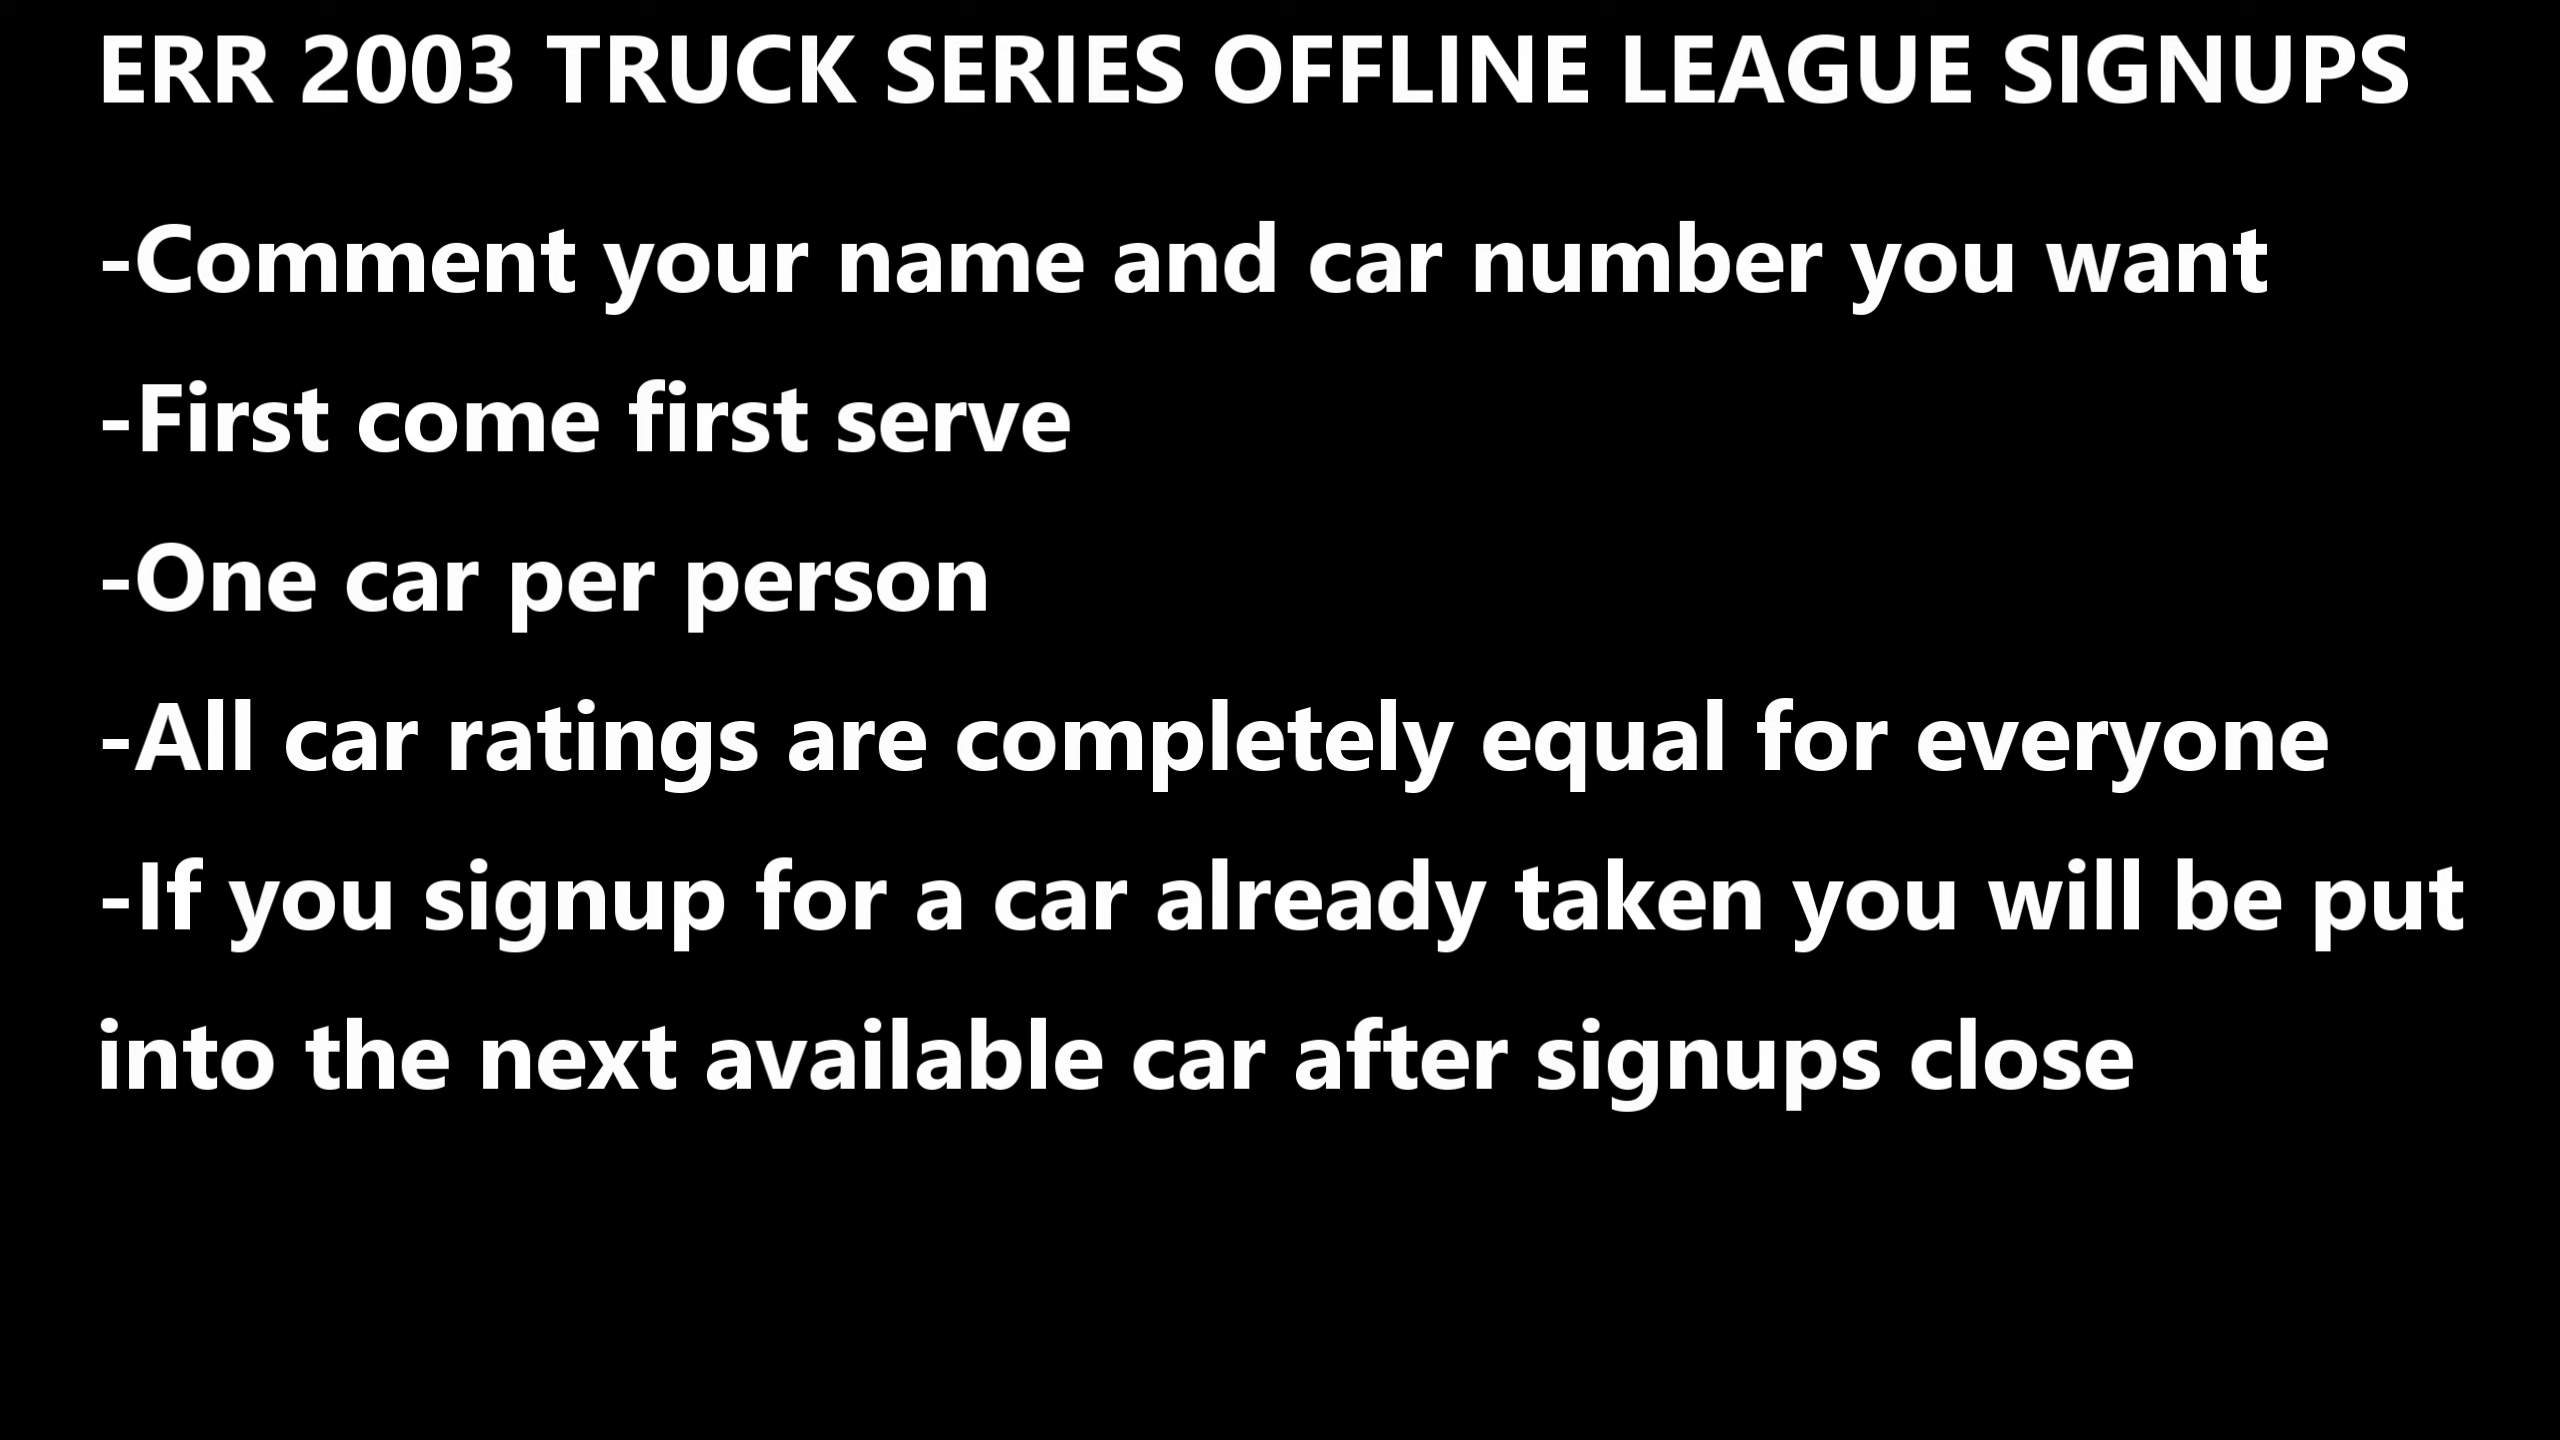 ERR 2003 TRUCK SERIES OFFLINE LEAGUE SIGNUPS
-Comment your name and car number you want
-First come first serve
-One car per person
-All car ratings are completely equal for everyone
-If you signup for a car already taken you will be put
into the next available car after signups close